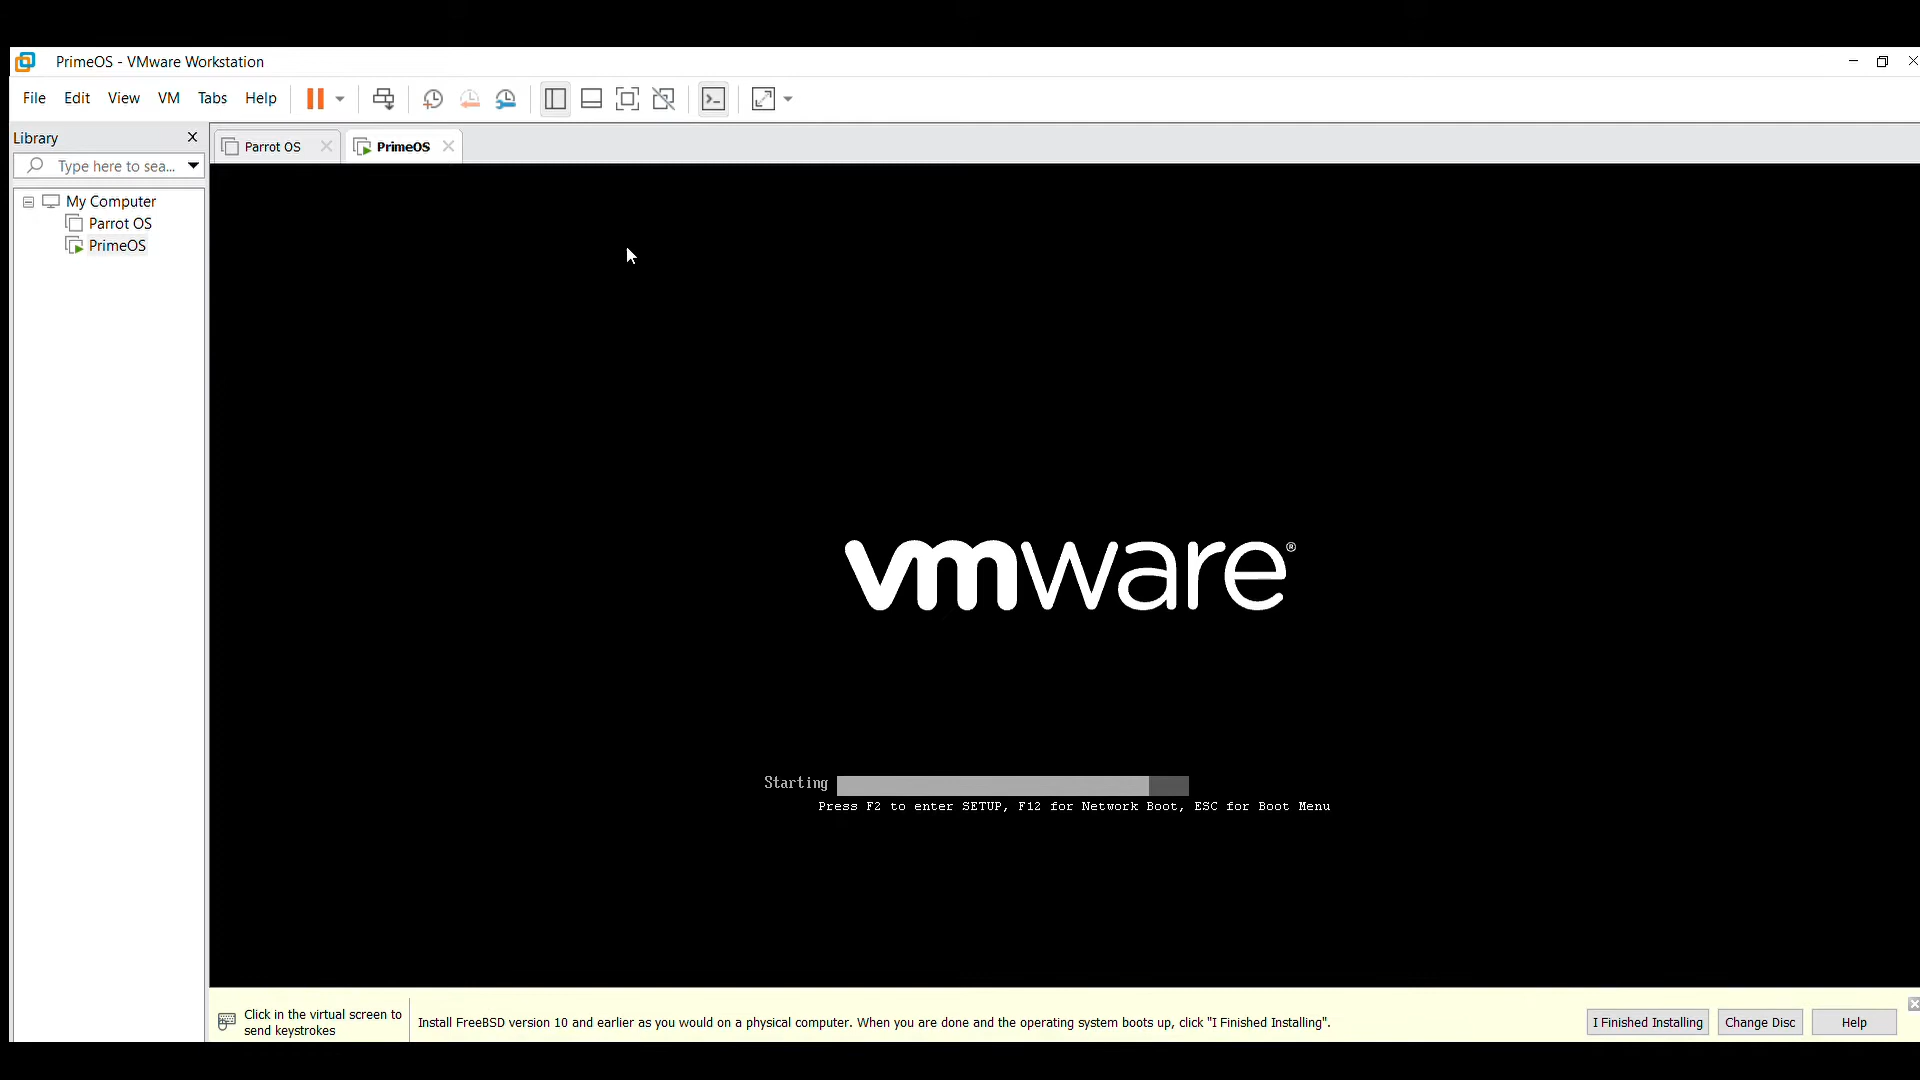 PrimeOS - VMware Workstation
File Edit View VM Tabs Help
Library
Type here to sea...
My Computer
Parrot OS
PrimeOS
Parrot OS
PrimeOS
vmware®
Starting
Press F2 to enter SETUP, F12 for Network Boot, ESC for Boot Menu
Click in the virtual screen to
send keystrokes
Install FreeBSD version 10 and earlier as you would on a physical computer. When you are done and the operating system boots up, click "I Finished Installing".
I Finished Installing
Change Disc
Help